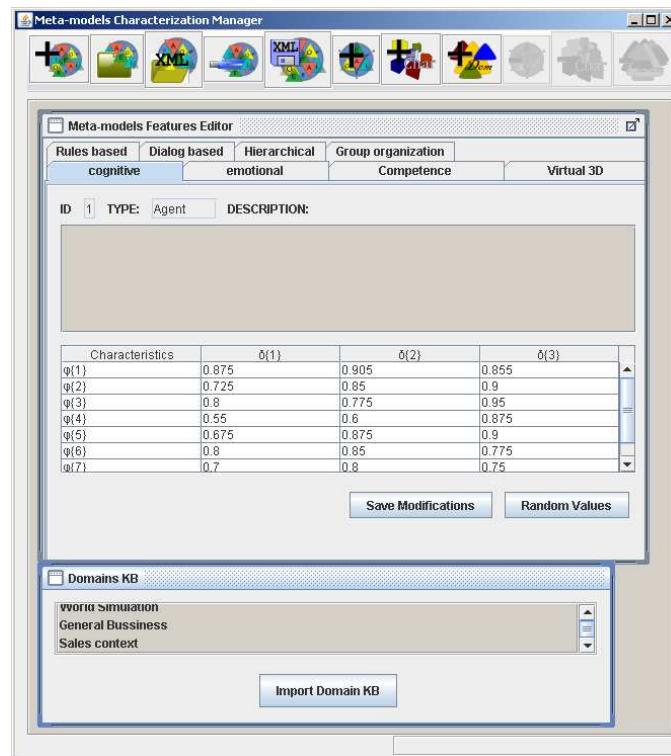 Meta-models Characterization Manager
XML XML Dcm
Meta-models Features Editor
Rules based Dialog based Hierarchical Group organization
cognitive emotional Competence Virtual 3D
ID 1 TYPE: Agent DESCRIPTION:
Characteristics δ{1} δ{2} δ{3}
φ{1} 0.875 0.905 0.855
φ{2} 0.725 0.85 0.9
φ{3} 0.8 0.775 0.95
φ{4} 0.55 0.6 0.875
φ{5} 0.675 0.875 0.9
φ{6} 0.8 0.85 0.775
φ{7} 0.7 0.8 0.75
Save Modifications Random Values
Domains KB
World Simulation
General Bussiness
Sales context
Import Domain KB